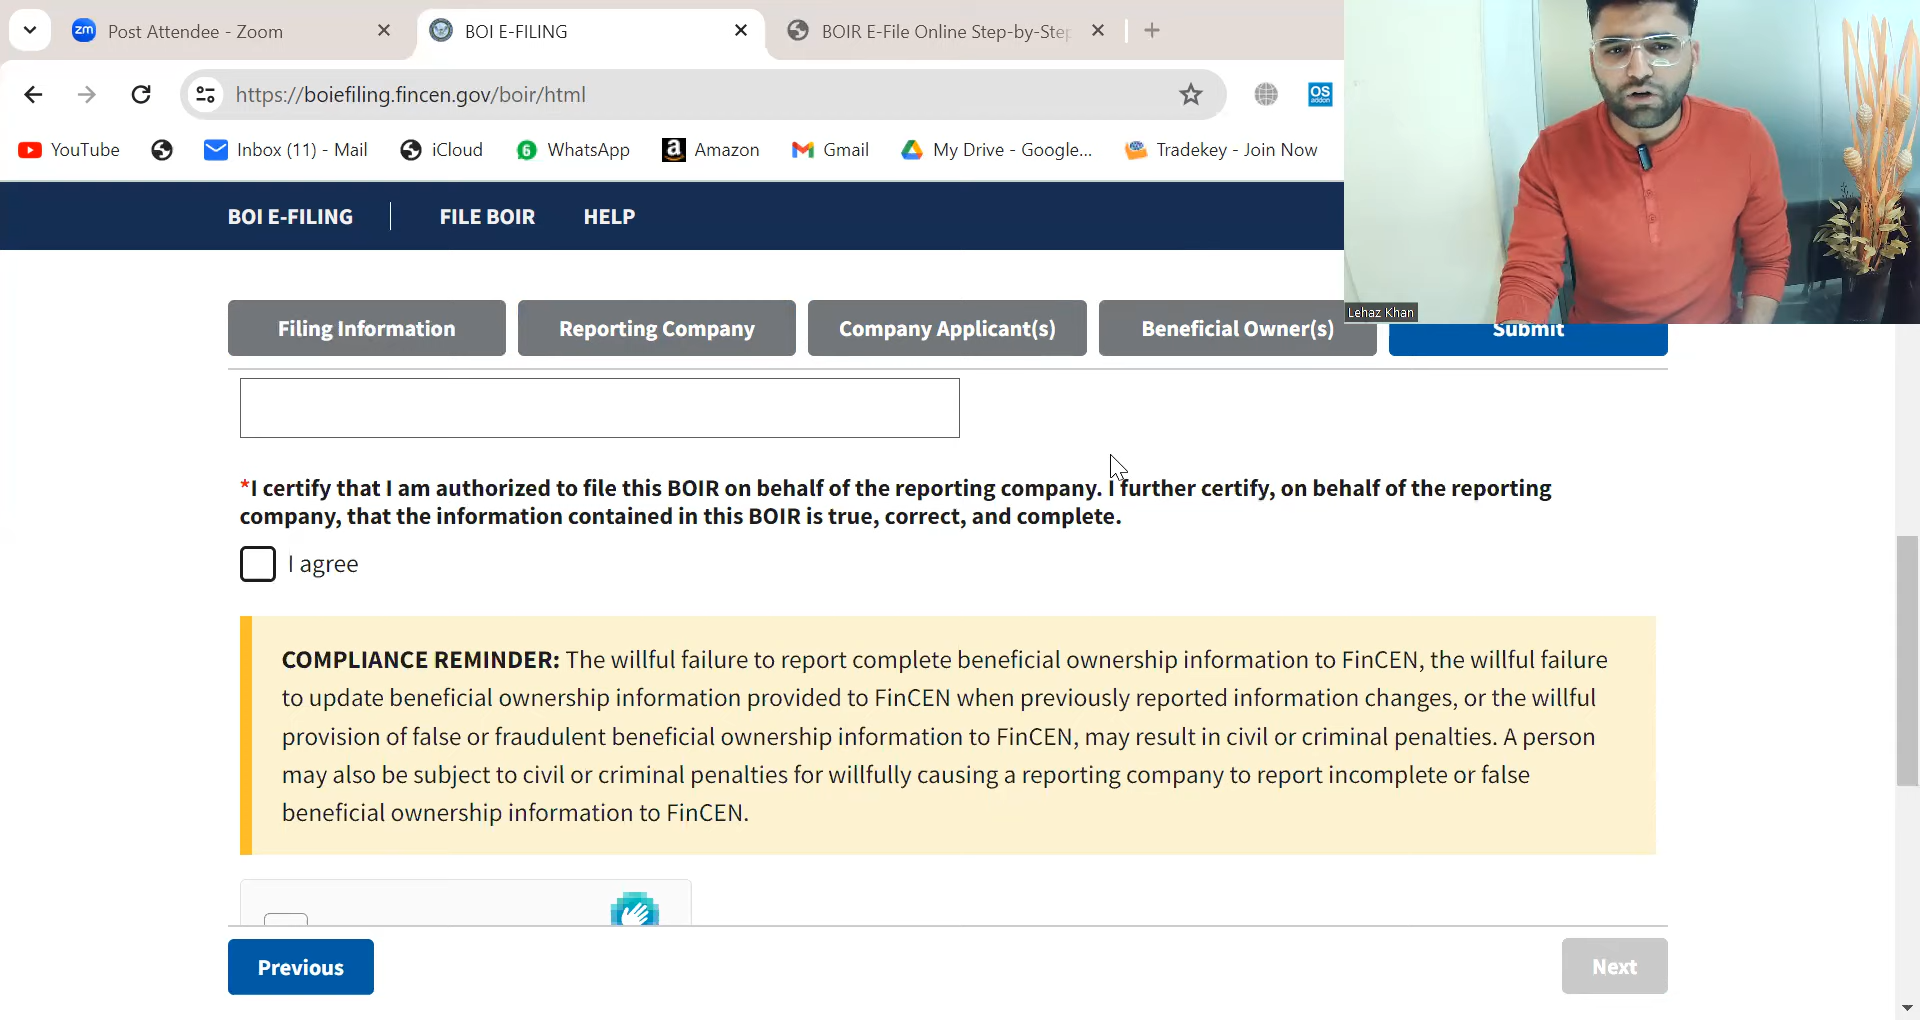 zm Post Attendee - Zoom
BOI E-FILING
BOIR E-File Online Step-by-Step
https://boiefiling.fincen.gov/boir/html
OS addon
YouTube
Inbox (11) - Mail
iCloud
6 WhatsApp
a Amazon
Gmail
My Drive - Google...
Tradekey - Join Now
BOI E-FILING
FILE BOIR
HELP
Lehaz Khan
Filing Information
Reporting Company
Company Applicant(s)
Beneficial Owner(s)
Submit
*I certify that I am authorized to file this BOIR on behalf of the reporting company. I further certify, on behalf of the reporting
company, that the information contained in this BOIR is true, correct, and complete.
I agree
COMPLIANCE REMINDER: The willful failure to report complete beneficial ownership information to FinCEN, the willful failure
to update beneficial ownership information provided to FinCEN when previously reported information changes, or the willful
provision of false or fraudulent beneficial ownership information to FinCEN, may result in civil or criminal penalties. A person
may also be subject to civil or criminal penalties for willfully causing a reporting company to report incomplete or false
beneficial ownership information to FinCEN.
Previous
Next